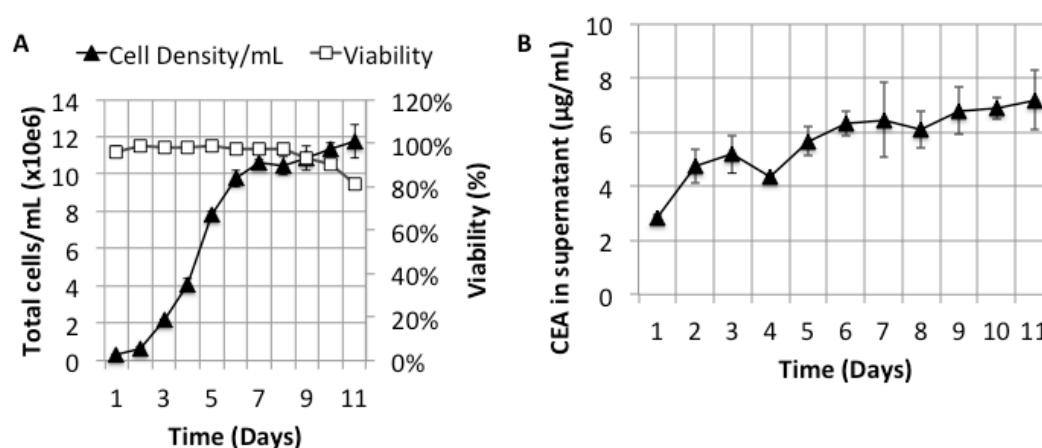 A
Cell Density/mL Viability
Total cells/mL (x10e6)
14
12
10
8
6
4
2
0
120%
100%
80%
60%
40%
20%
0%
Viability (%)
1 3 5 7 9 11
Time (Days)
B
CEA in supernatant (µg/mL)
10
8
6
4
2
0
1 2 3 4 5 6 7 8 9 10 11
Time (Days)